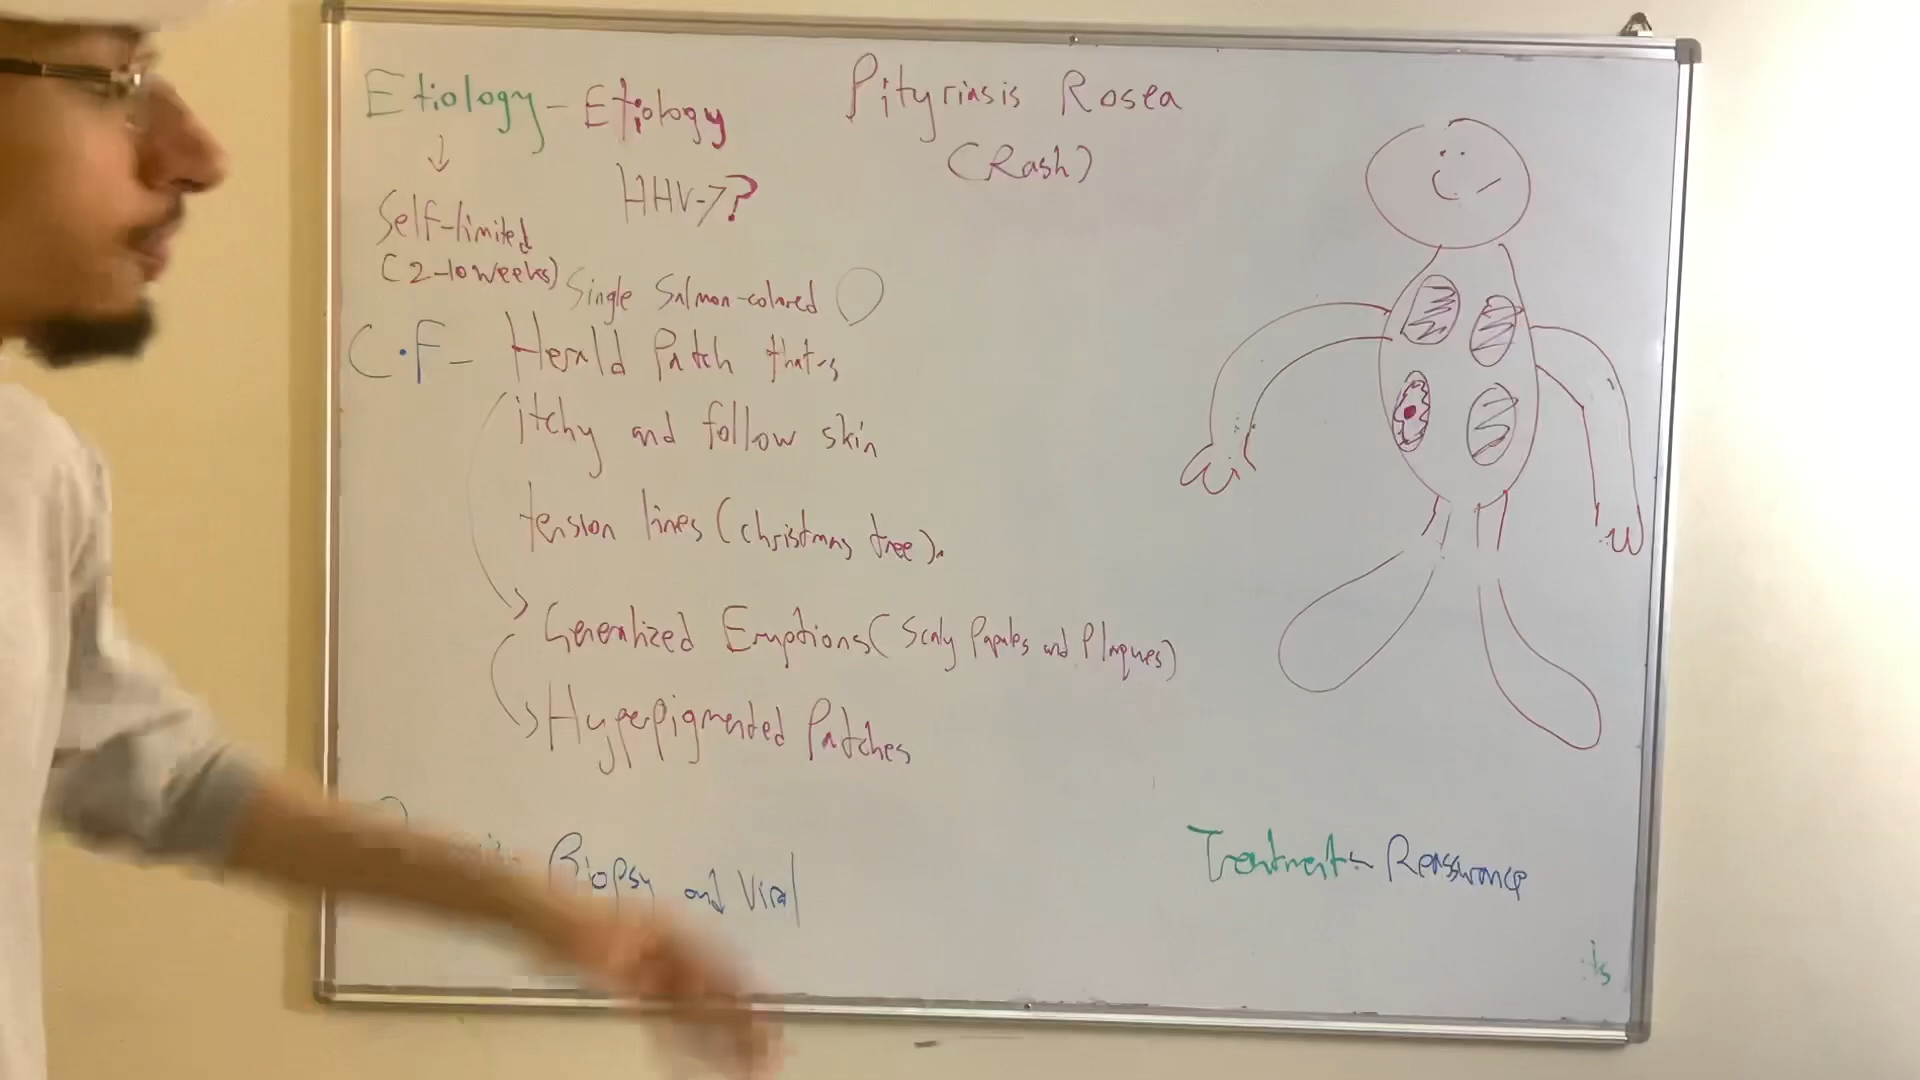 Pityriasis Rosea
(Rash)
Etiology - Etiology
HHV-7?
Self-limited
(2-10 weeks)
Single Salmon-colored
C.F - Herald Patch that's
itchy and follow skin
tension lines (christmas tree).
Generalized Eruptions (Scaly Papules and Plaques)
Hyperpigmented Patches
Biopsy and Viral
Treatment - Reassurance